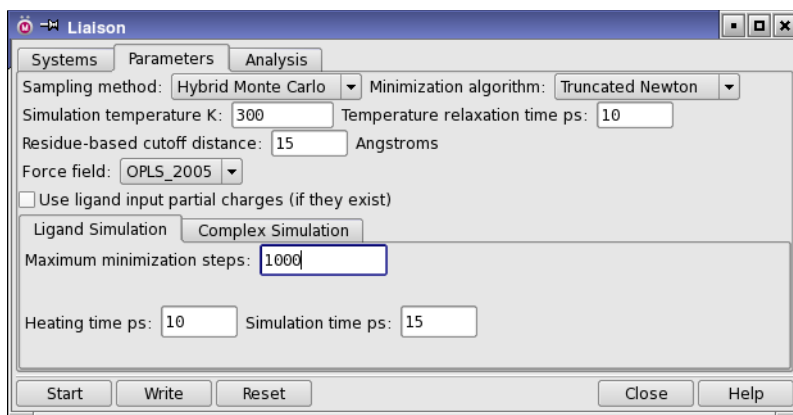 Liaison
Systems Parameters Analysis
Sampling method: Hybrid Monte Carlo Minimization algorithm: Truncated Newton
Simulation temperature K: 300 Temperature relaxation time ps: 10
Residue-based cutoff distance: 15 Angstroms
Force field: OPLS_2005
Use ligand input partial charges (if they exist)
Ligand Simulation Complex Simulation
Maximum minimization steps: 1000
Heating time ps: 10 Simulation time ps: 15
Start Write Reset Close Help